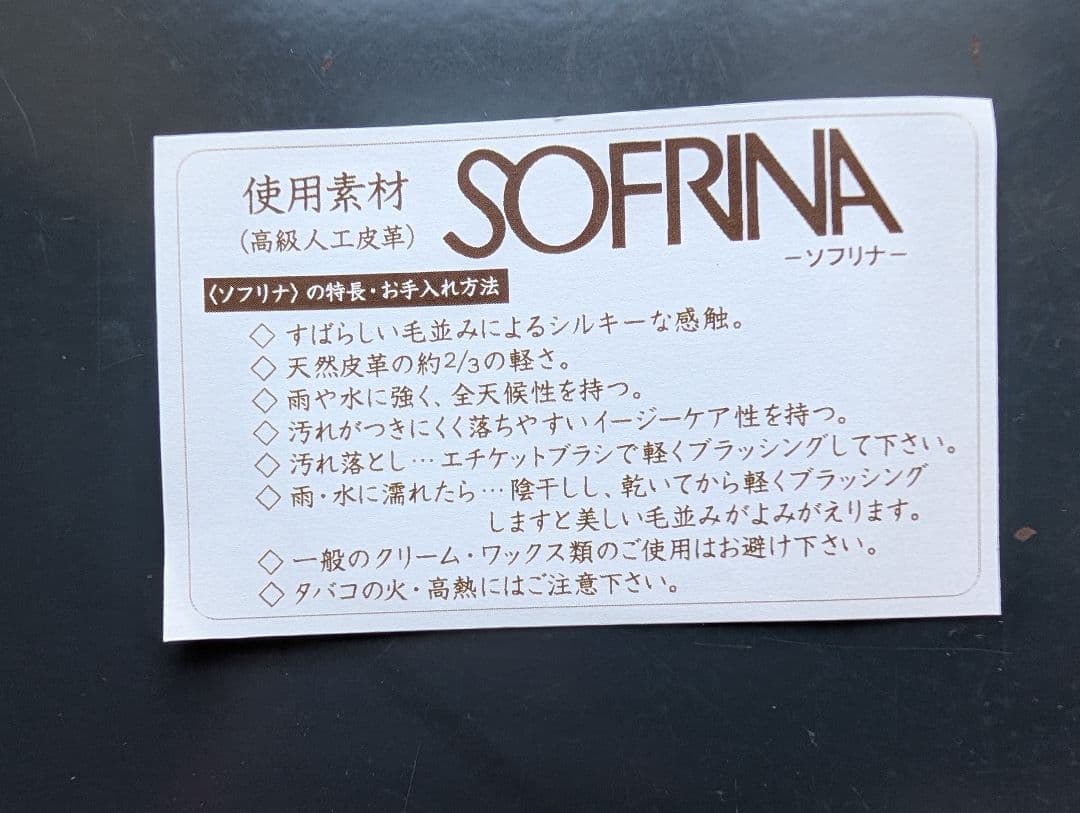 使用素材
(高級人工皮革)
SOFRINA
-ソフリナ-
〈ソフリナ〉の特長・お手入れ方法
◇ すばらしい毛並みによるシルキーな感触。
◇ 天然皮革の約2/3の軽さ。
◇ 雨や水に強く、全天候性を持つ。
◇ 汚れがつきにくく落ちやすいイージーケア性を持つ。
◇ 汚れ落とし…エチケットブラシで軽くブラッシングして下さい。
◇ 雨・水に濡れたら…陰干しし、乾いてから軽くブラッシング
しますと美しい毛並みがよみがえります。
◇ 一般のクリーム・ワックス類のご使用はお避け下さい。
◇ タバコの火・高熱にはご注意下さい。